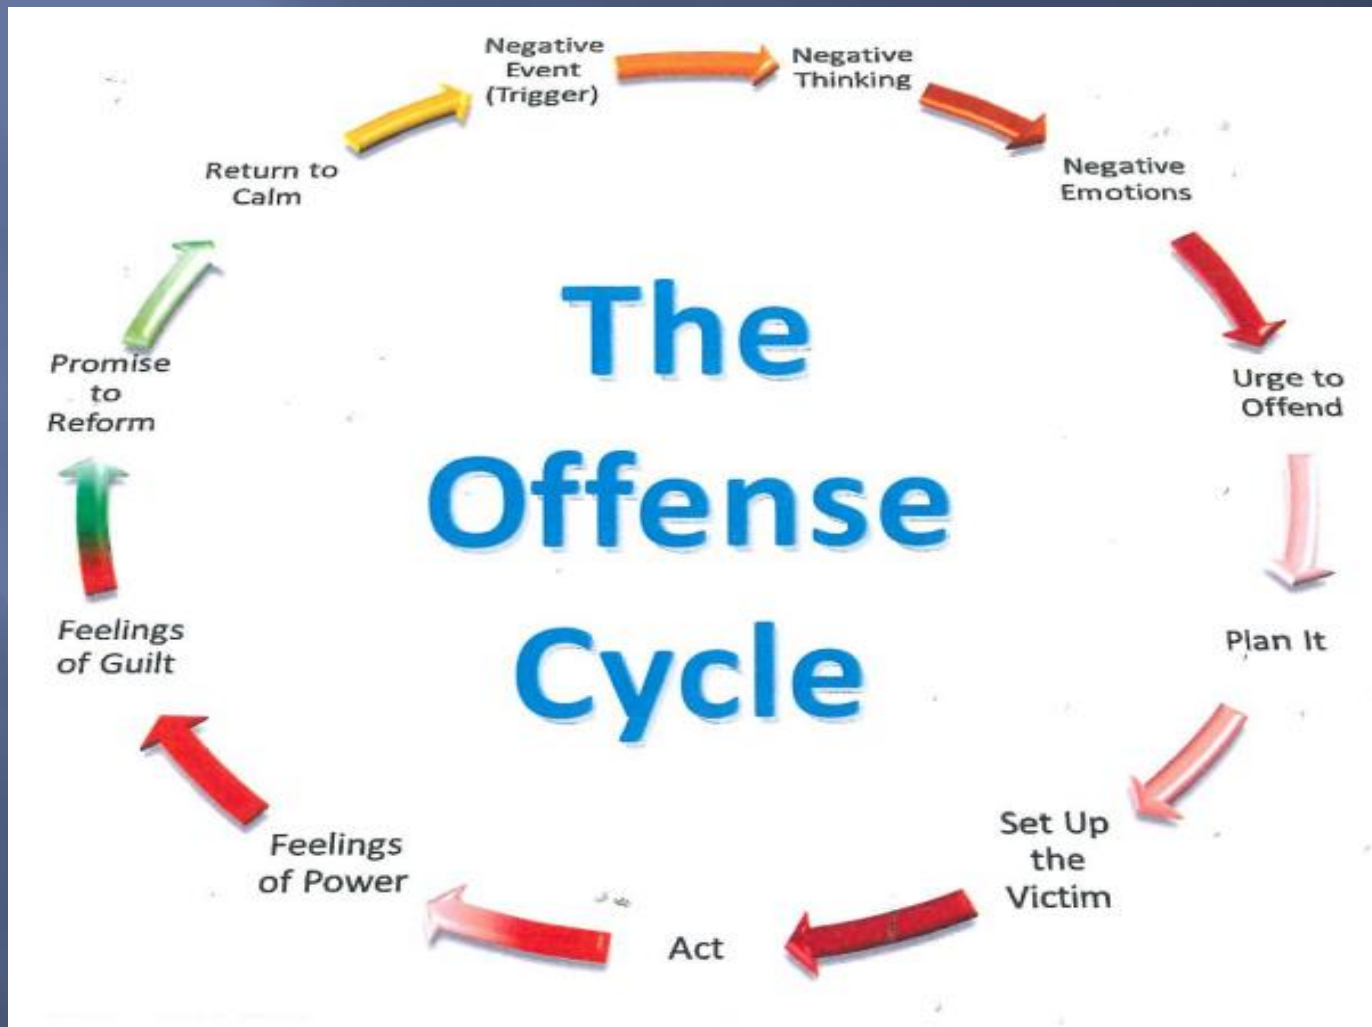 The
Offense
Cycle
Negative
Event
(Trigger)
Negative
Thinking
Negative
Emotions
Urge to
Offend
Plan It
Set Up
the
Victim
Act
Feelings
of Power
Feelings
of Guilt
Promise
to
Reform
Return to
Calm